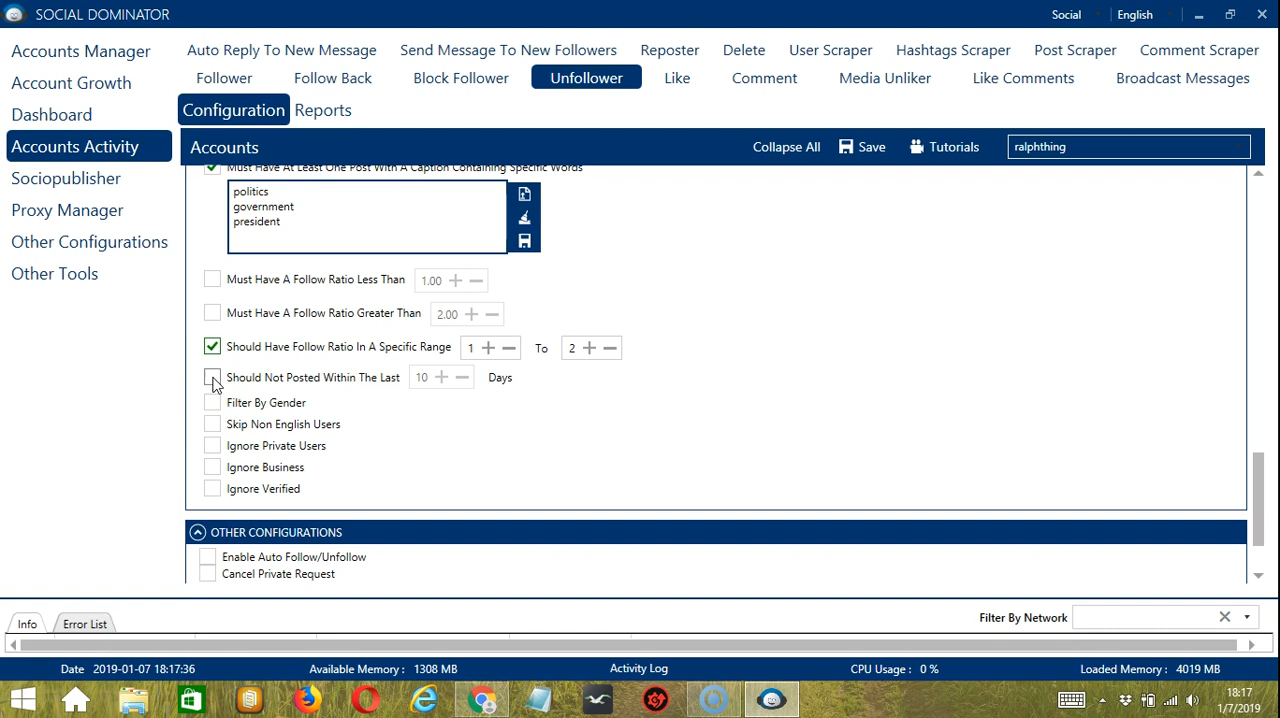 SOCIAL DOMINATOR
Social
English
Accounts Manager
Account Growth
Dashboard
Accounts Activity
Sociopublisher
Proxy Manager
Other Configurations
Other Tools
Auto Reply To New Message
Send Message To New Followers
Reposter
Delete
User Scraper
Hashtags Scraper
Post Scraper
Comment Scraper
Follower
Follow Back
Block Follower
Unfollower
Like
Comment
Media Unliker
Like Comments
Broadcast Messages
Configuration
Reports
Accounts
Collapse All
Save
Tutorials
ralphthing
Must Have At Least One Post With A Caption Containing Specific Words
politics
government
president
Must Have A Follow Ratio Less Than 1.00
Must Have A Follow Ratio Greater Than 2.00
Should Have Follow Ratio In A Specific Range 1 To 2
Should Not Posted Within The Last 10 Days
Filter By Gender
Skip Non English Users
Ignore Private Users
Ignore Business
Ignore Verified
OTHER CONFIGURATIONS
Enable Auto Follow/Unfollow
Cancel Private Request
Info
Error List
Filter By Network
Date 2019-01-07 18:17:36
Available Memory : 1308 MB
Activity Log
CPU Usage : 0 %
Loaded Memory : 4019 MB
18:17
1/7/2019